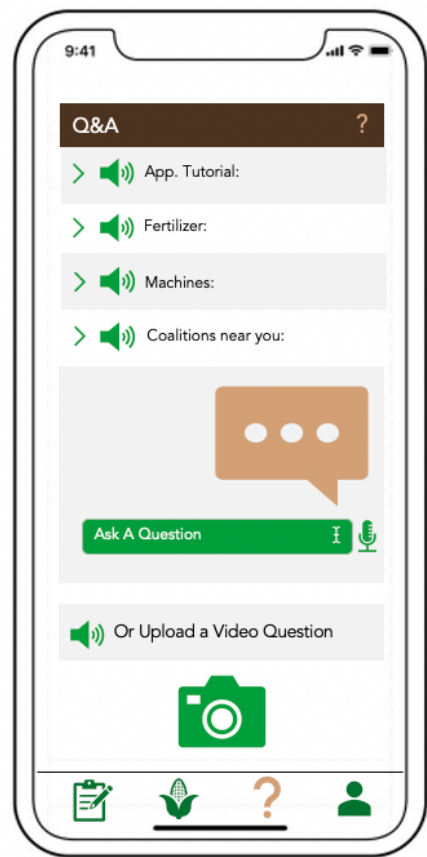 9:41
Q&A ?
App. Tutorial:
Fertilizer:
Machines:
Coalitions near you:
Ask A Question
Or Upload a Video Question
?